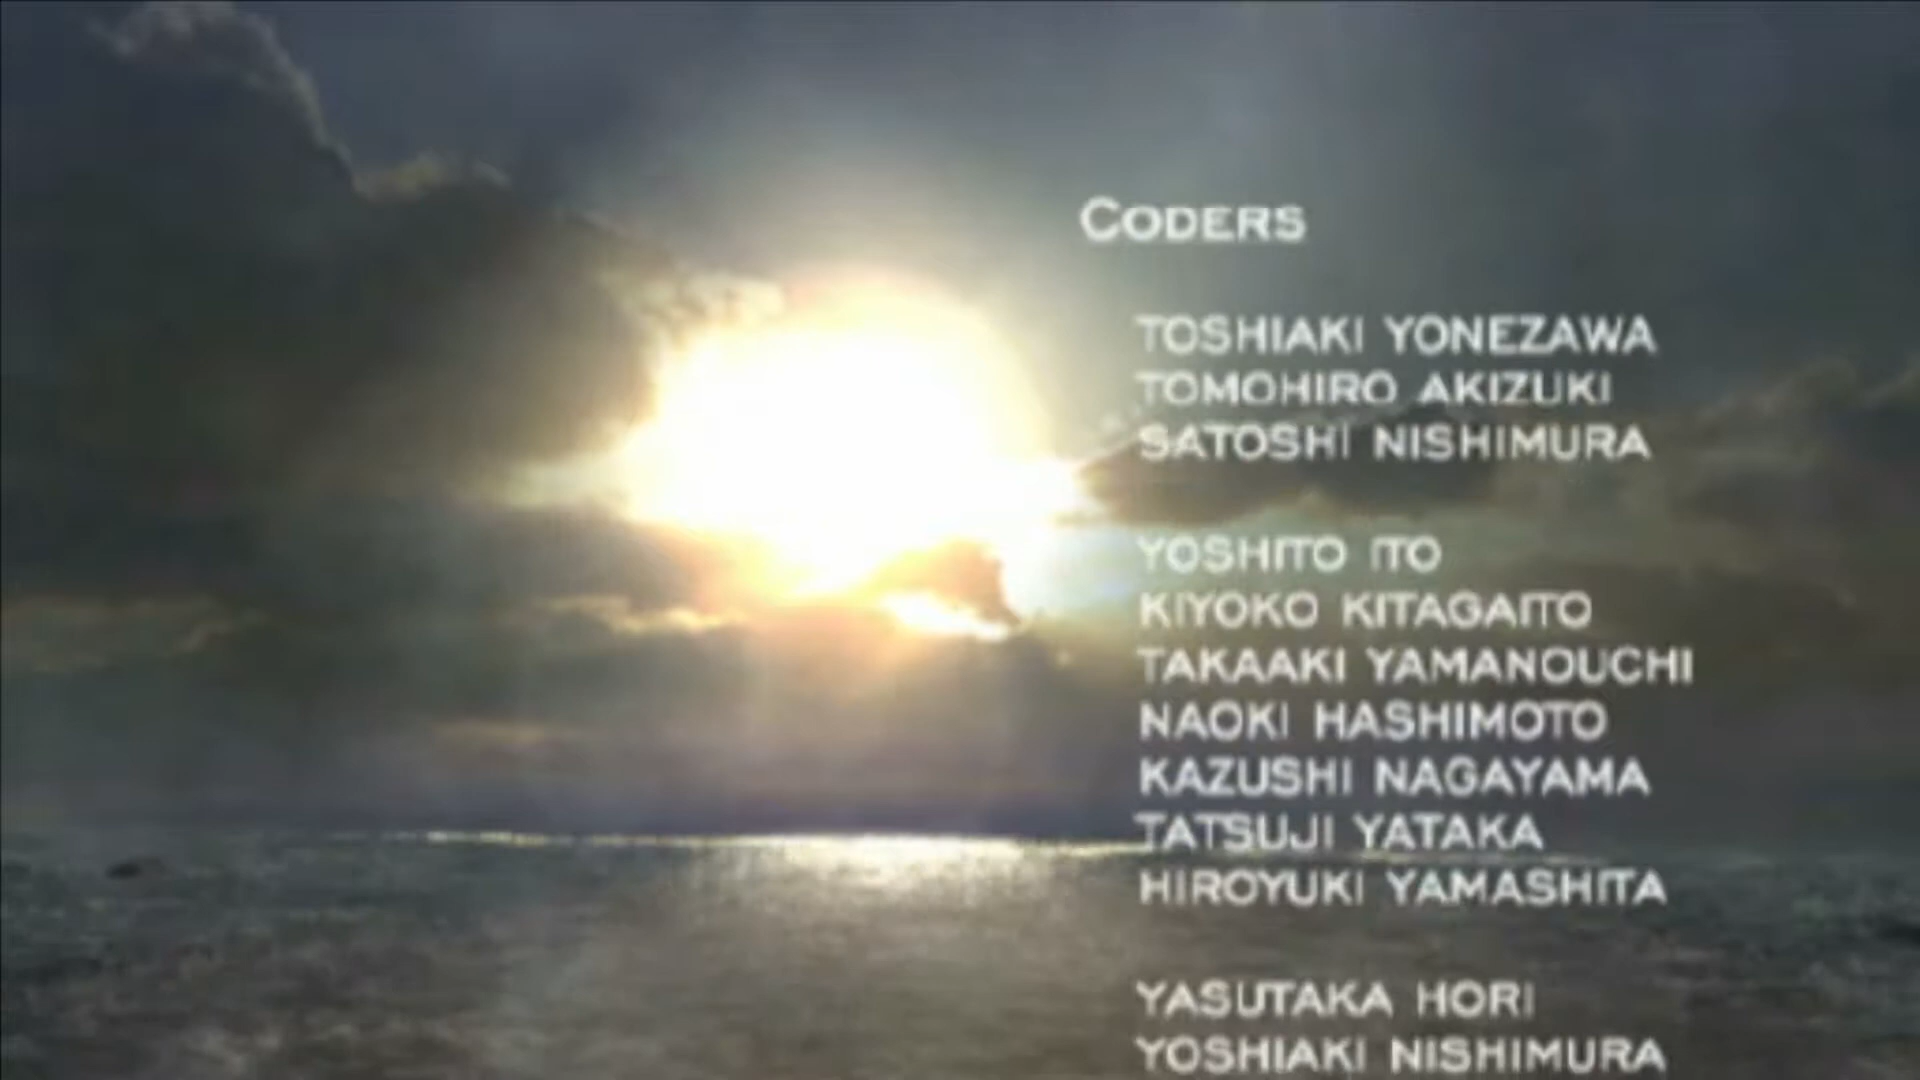 CODERS
TOSHIAKI YONEZAWA
TOMOHIRO AKIZUKI
SATOSHI NISHIMURA
YOSHITO ITO
KIYOKO KITAGAITO
TAKAAKI YAMANOUCHI
NAOKI HASHIMOTO
KAZUSHI NAGAYAMA
TATSUJI YATAKA
HIROYUKI YAMASHITA
YASUTAKA HORI
YOSHIAKI NISHIMURA